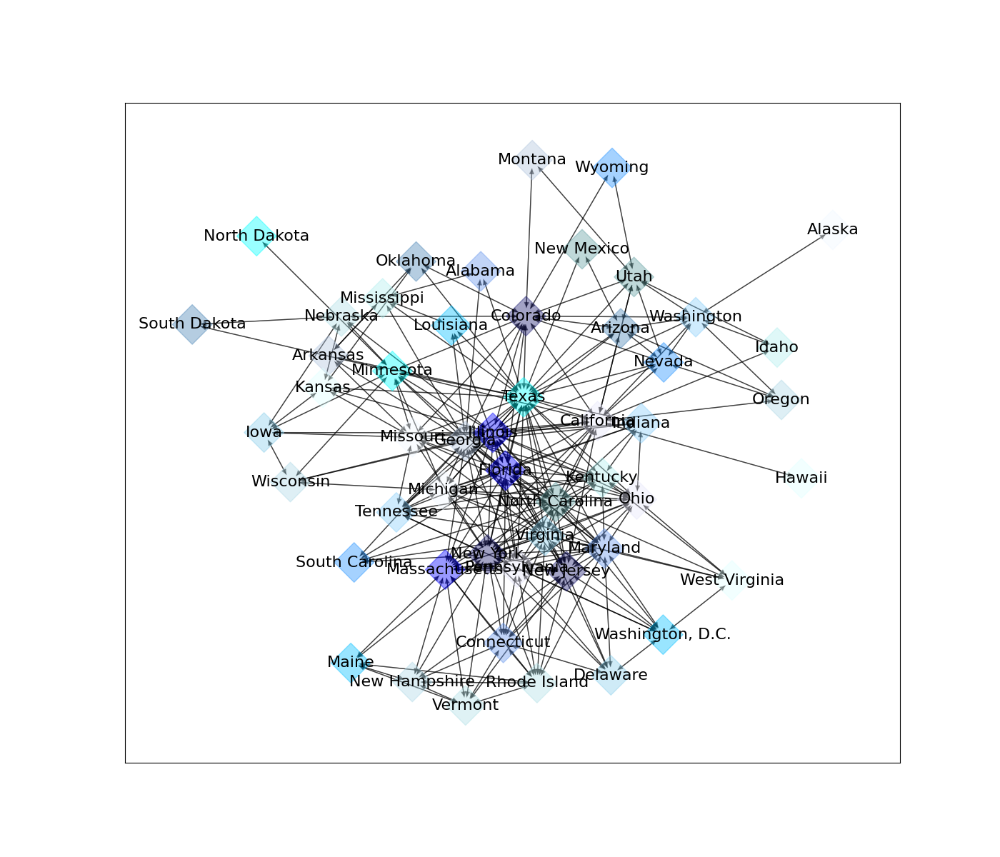 Montana
Wyoming
Alaska
North Dakota
New Mexico
Oklahoma
Alabama
Utah
Mississippi
Nebraska
Colorado
Washington
South Dakota
Louisiana
Arizona
Idaho
Arkansas
Nevada
Minnesota
Kansas
Texas
Oregon
California
Indiana
Iowa
Illinois
Missouri
Georgia
Florida
Kentucky
Hawaii
Wisconsin
Michigan
North Carolina
Ohio
Tennessee
Virginia
Maryland
New York
South Carolina
Massachusetts
Pennsylvania
New Jersey
West Virginia
Washington, D.C.
Connecticut
Maine
Delaware
New Hampshire
Rhode Island
Vermont